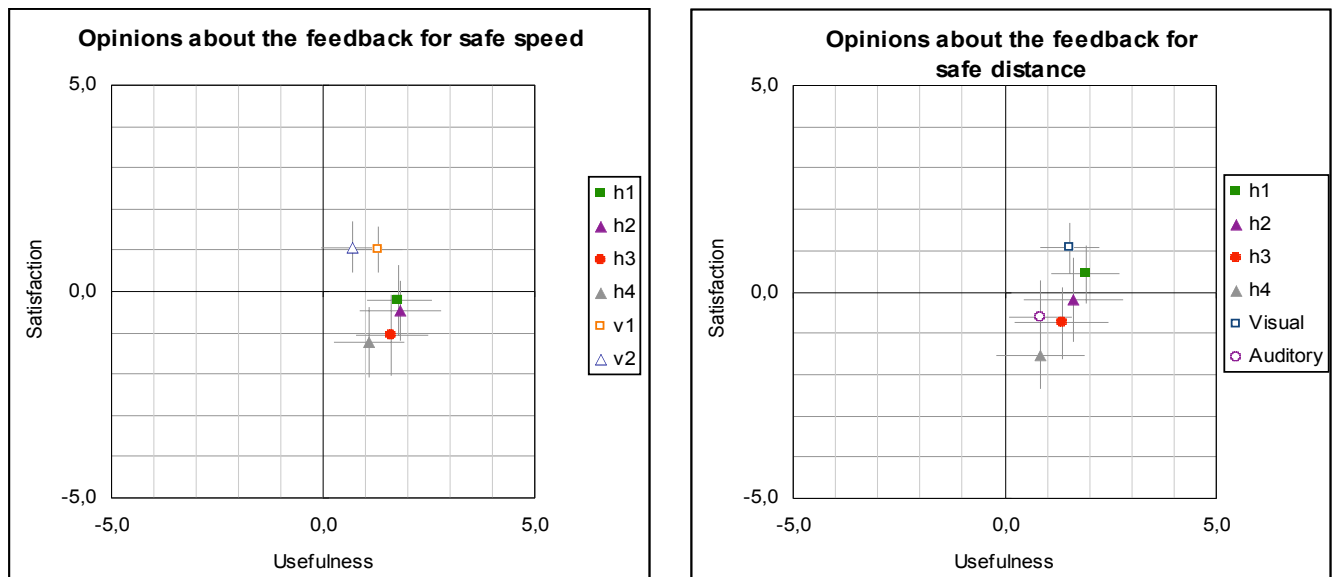 Opinions about the feedback for safe speed
5,0
0,0
-5,0
-5,0
0,0
5,0
Satisfaction
Usefulness
h1
h2
h3
h4
v1
v2
Opinions about the feedback for
safe distance
5,0
0,0
-5,0
-5,0
0,0
5,0
Satisfaction
Usefulness
h1
h2
h3
h4
Visual
Auditory